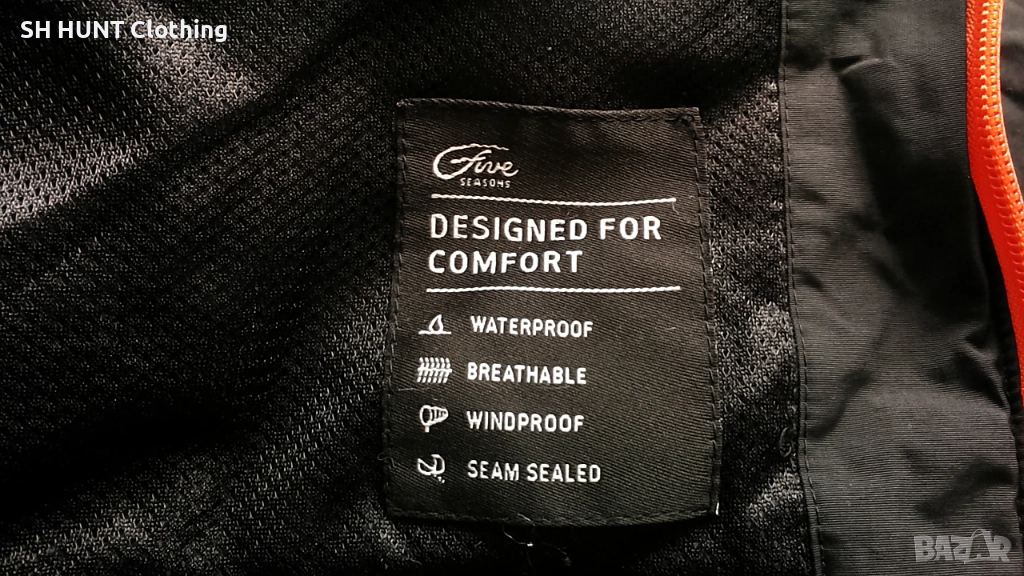 SH HUNT Clothing
Five
SEASONS
DESIGNED FOR
COMFORT
WATERPROOF
BREATHABLE
WINDPROOF
SEAM SEALED
BAZAR